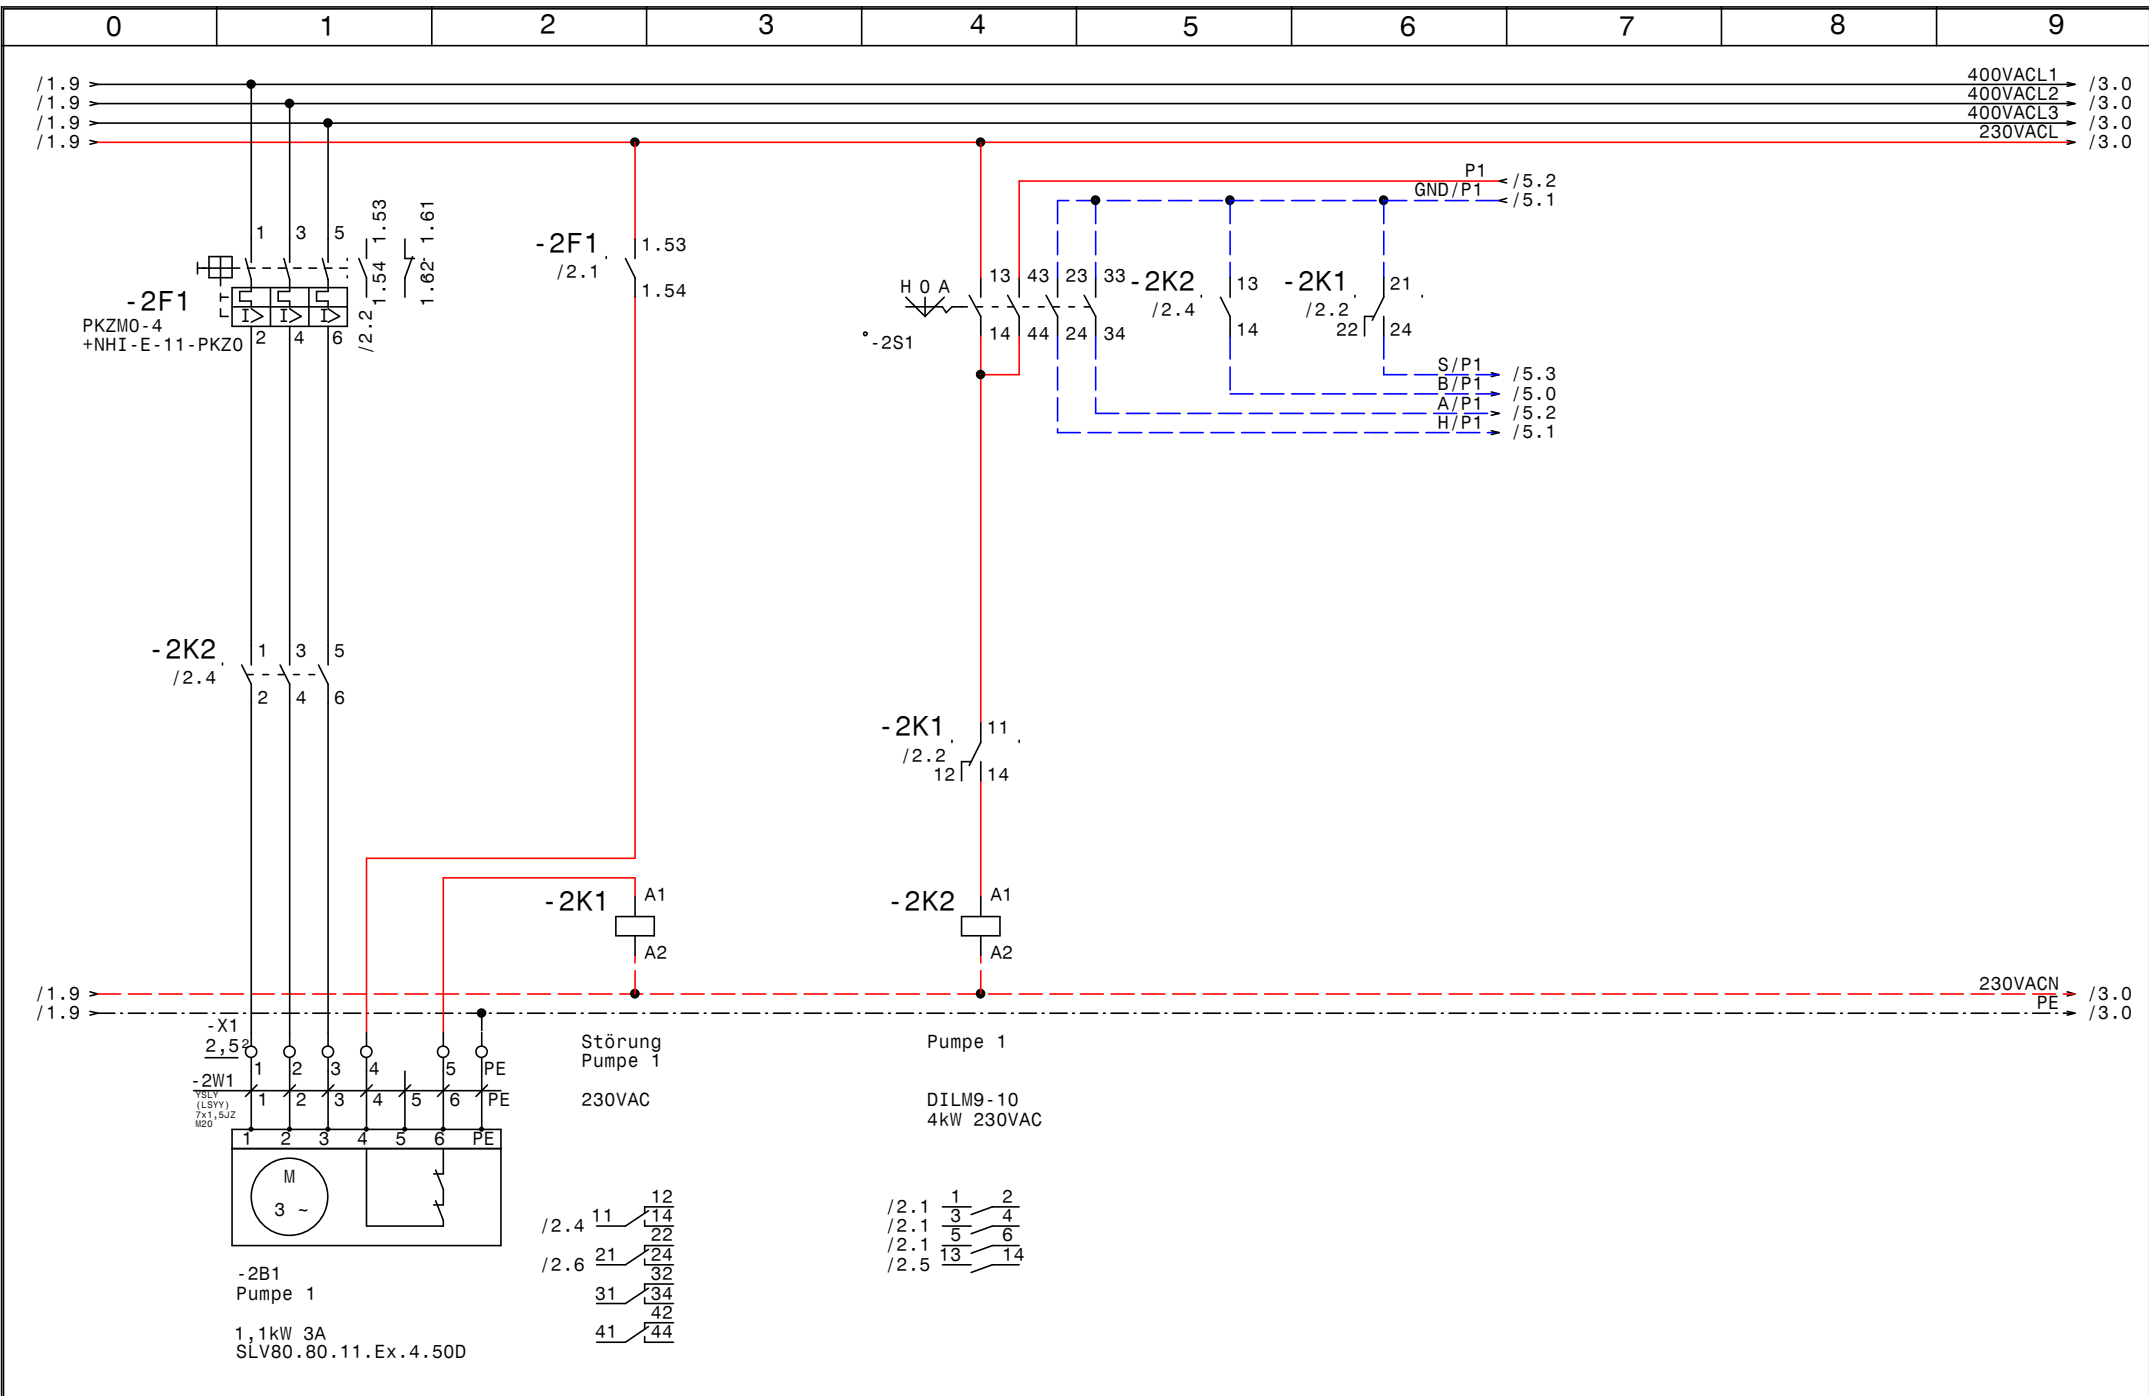 0 1 2 3 4 5 6 7 8 9
/1.9 400VACL1 /3.0
/1.9 400VACL2 /3.0
/1.9 400VACL3 /3.0
/1.9 230VACL /3.0
P1 /5.2
GND/P1 /5.1
1 3 5 1.53 1.61
1.54 1.62
/2.2
-2F1
PKZM0-4
+NHI-E-11-PKZ0
I> I> I>
2 4 6
-2F1 1.53
/2.1
1.54
H 0 A
13 43 23 33
14 44 24 34
°-2S1
-2K2 13
/2.4
14
-2K1 21
/2.2
22 24
S/P1 /5.3
B/P1 /5.0
A/P1 /5.2
H/P1 /5.1
-2K2 1 3 5
/2.4
2 4 6
-2K1 11
/2.2
12 14
-2K1 A1
A2
-2K2 A1
A2
/1.9 230VACN /3.0
/1.9 PE /3.0
-X1
2,5²
1 2 3 4 5 PE
-2W1
YSLY
(LSYY)
7x1,5JZ
M20
1 2 3 4 5 6 PE
1 2 3 4 5 6 PE
M
3 ~
-2B1
Pumpe 1
1,1kW 3A
SLV80.80.11.Ex.4.50D
Störung
Pumpe 1
230VAC
Pumpe 1
DILM9-10
4kW 230VAC
12
/2.4 11 14
22
/2.6 21 24
32
31 34
42
41 44
/2.1 1 2
/2.1 3 4
/2.1 5 6
/2.5 13 14